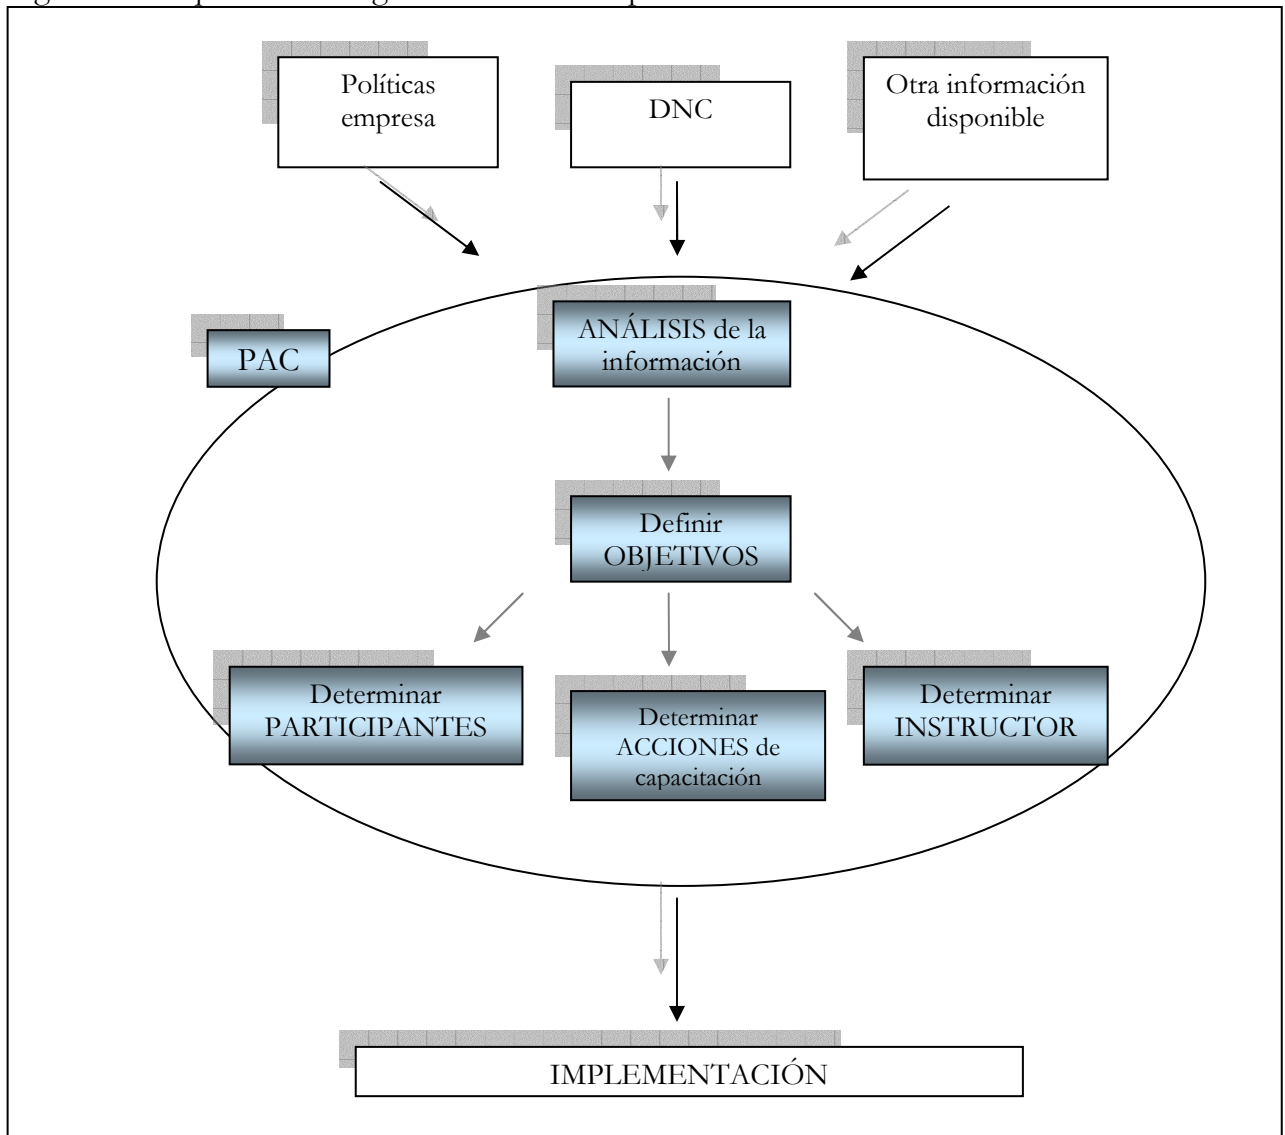 Políticas
empresa
DNC
Otra información
disponible
PAC
ANÁLISIS de la
información
Definir
OBJETIVOS
Determinar
PARTICIPANTES
Determinar
ACCIONES de
capacitación
Determinar
INSTRUCTOR
IMPLEMENTACIÓN